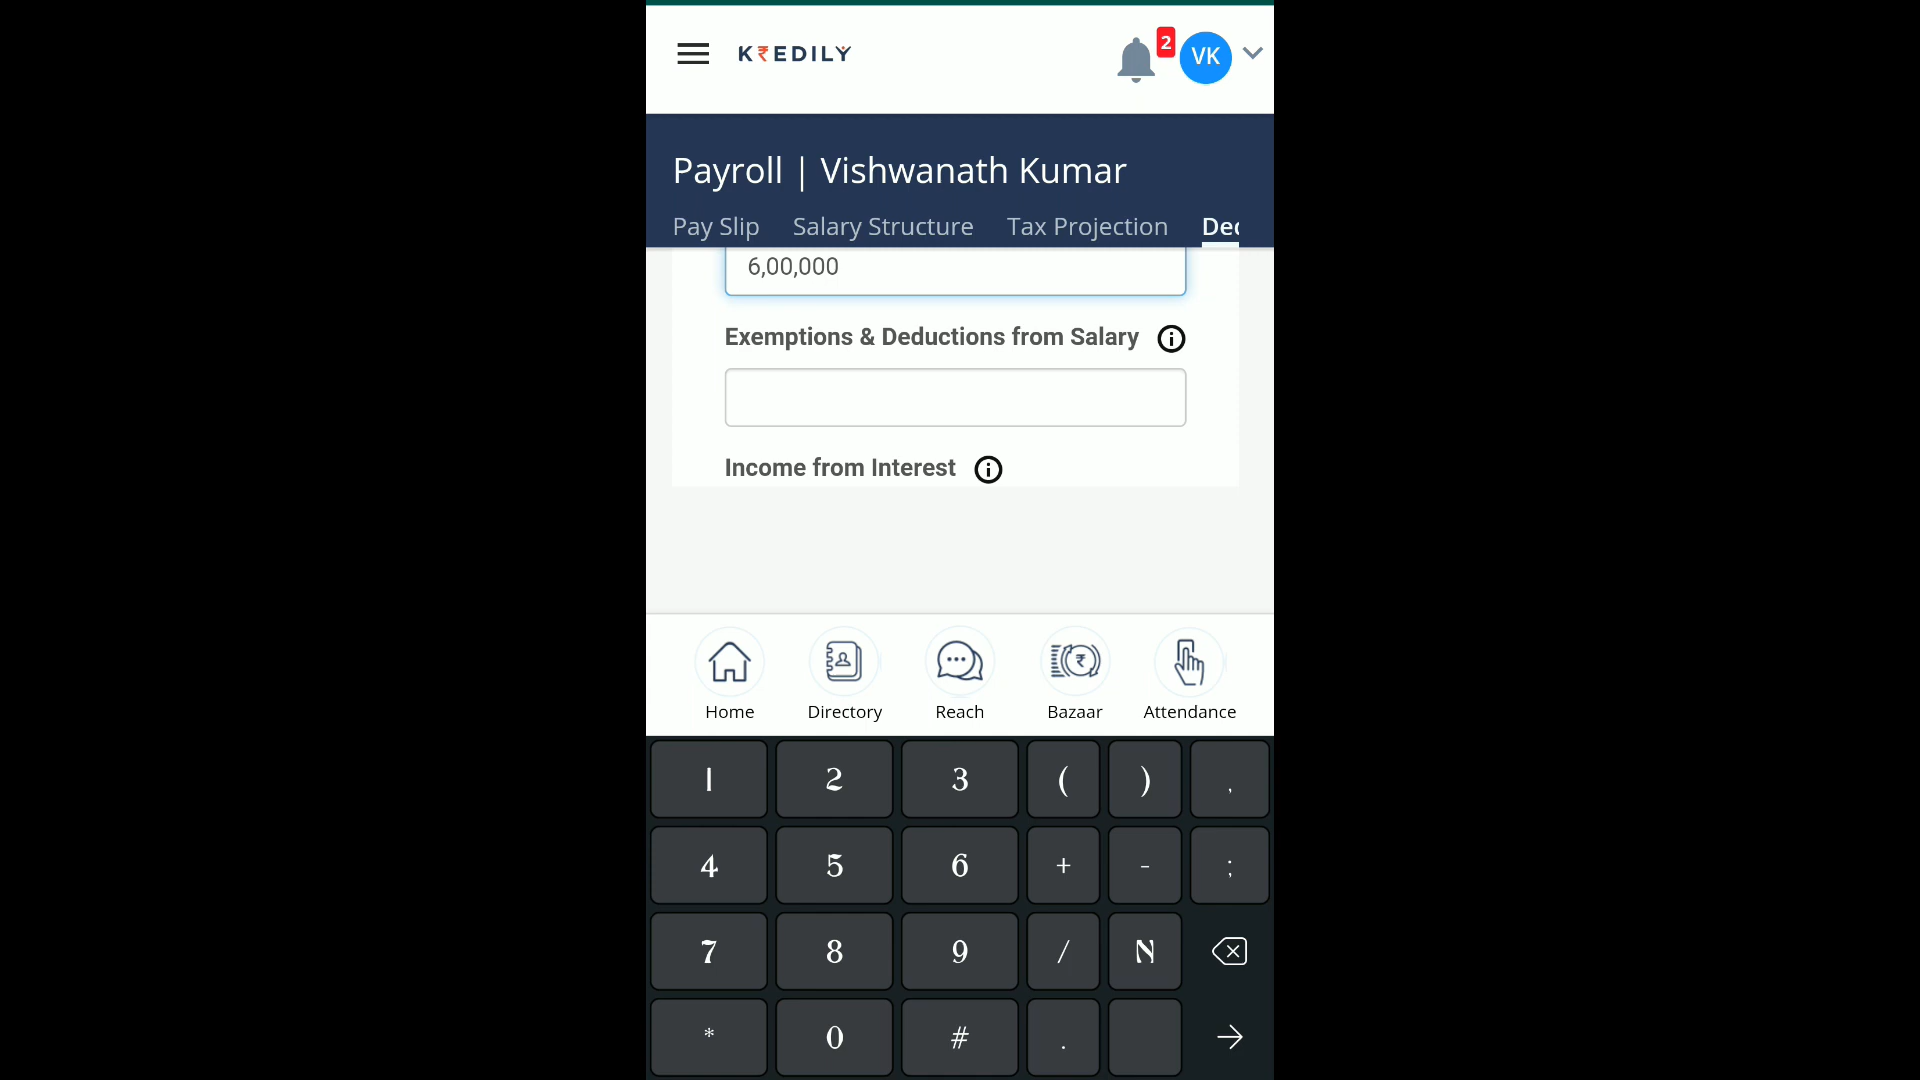 KREDILY
2
VK
Payroll | Vishwanath Kumar
Pay Slip Salary Structure Tax Projection Dec
6,00,000
Exemptions & Deductions from Salary
Income from Interest
Home Directory Reach Bazaar Attendance
1 2 3 ( ) ,
4 5 6 + - ;
7 8 9 / N
* 0 # .